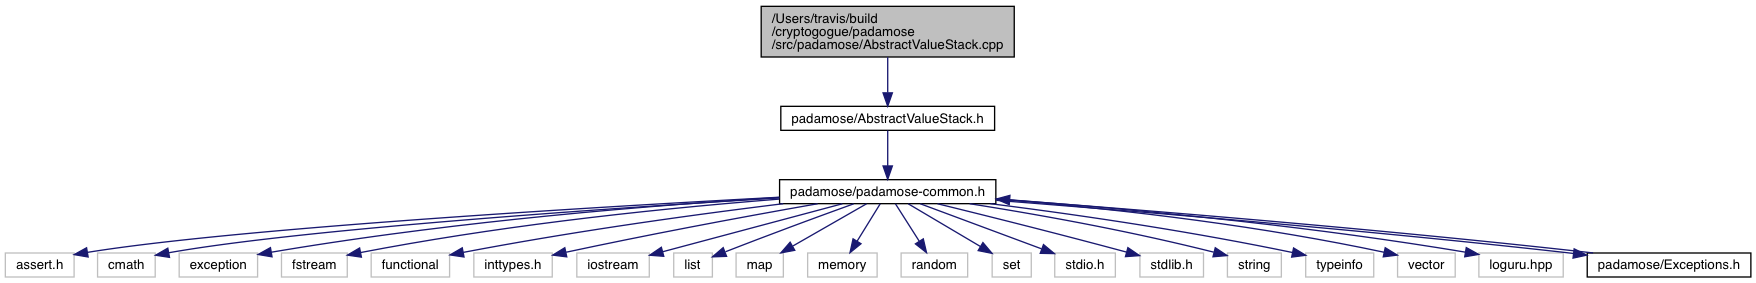 /Users/travis/build
/cryptogogue/padamose
/src/padamose/AbstractValueStack.cpp
padamose/AbstractValueStack.h
padamose/padamose-common.h
assert.h
cmath
exception
fstream
functional
inttypes.h
iostream
list
map
memory
random
set
stdio.h
stdlib.h
string
typeinfo
vector
loguru.hpp
padamose/Exceptions.h